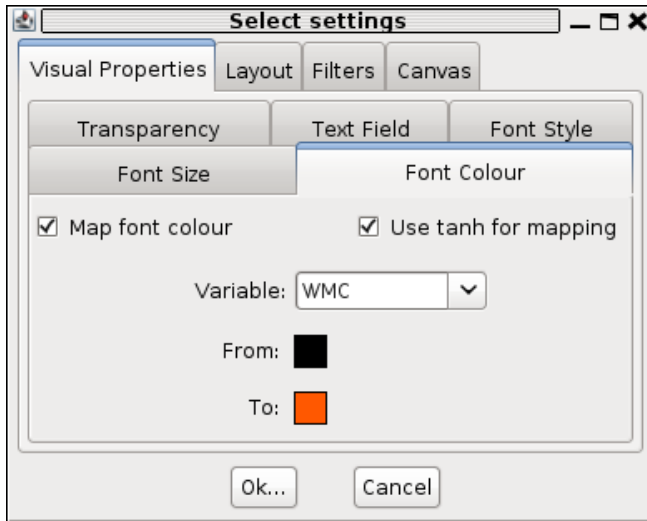 Select settings
Visual Properties Layout Filters Canvas
Transparency Text Field Font Style
Font Size Font Colour
Map font colour Use tanh for mapping
Variable: WMC
From:
To:
Ok... Cancel